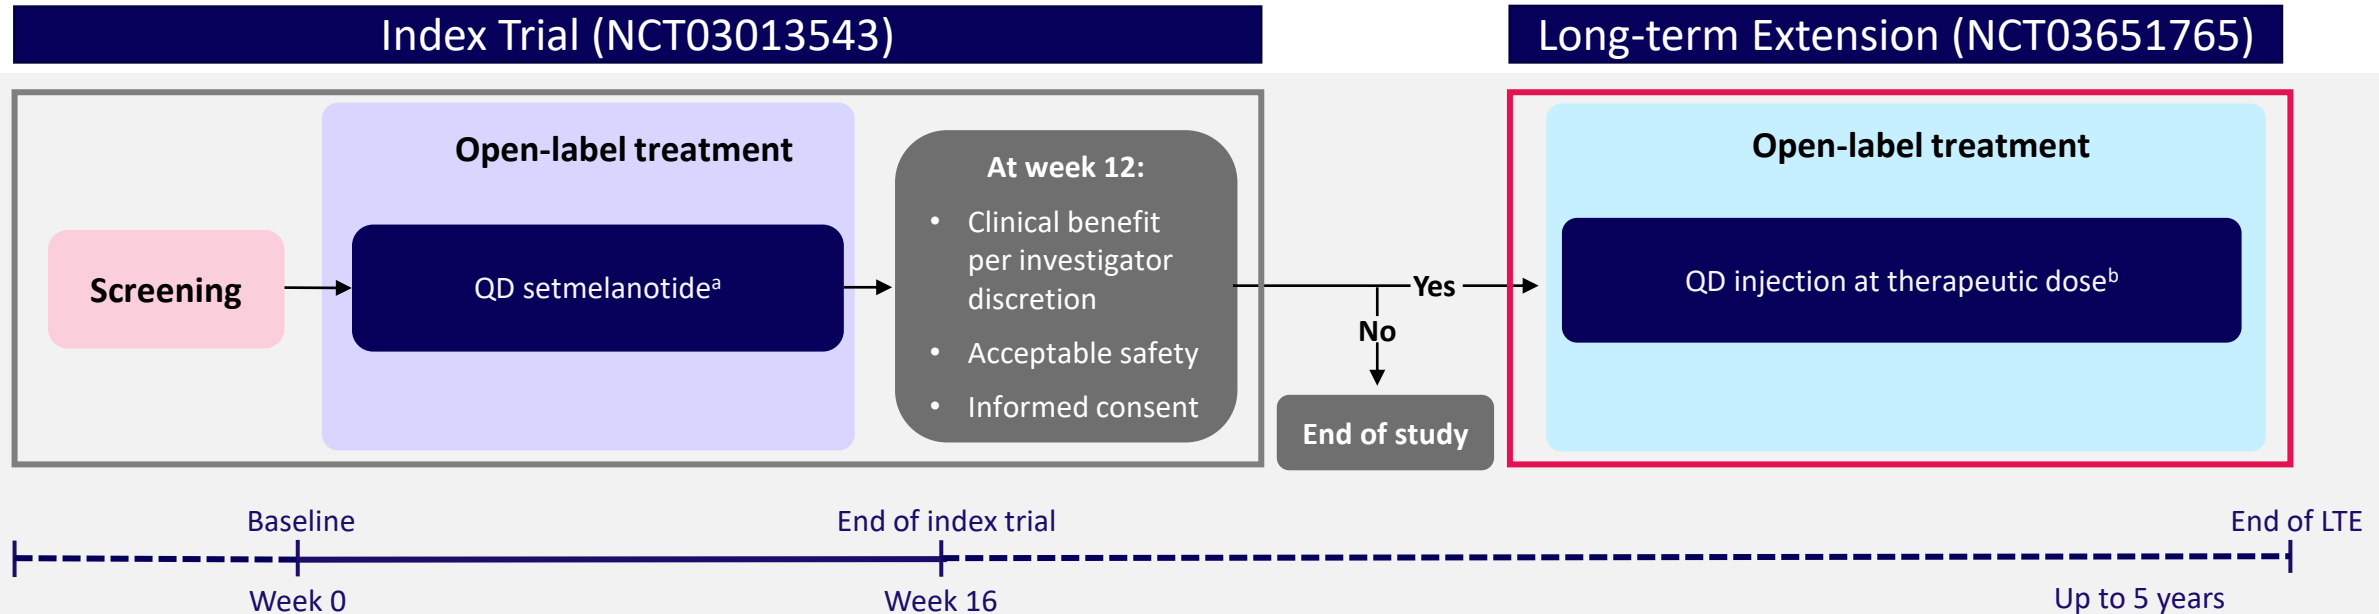 Index Trial (NCT03013543)
Long-term Extension (NCT03651765)
Screening
Open-label treatment
QD setmelanotideᵃ
At week 12:
• Clinical benefit
per investigator
discretion
• Acceptable safety
• Informed consent
Yes
No
End of study
Open-label treatment
QD injection at therapeutic doseᵇ
Baseline
End of index trial
End of LTE
Week 0
Week 16
Up to 5 years